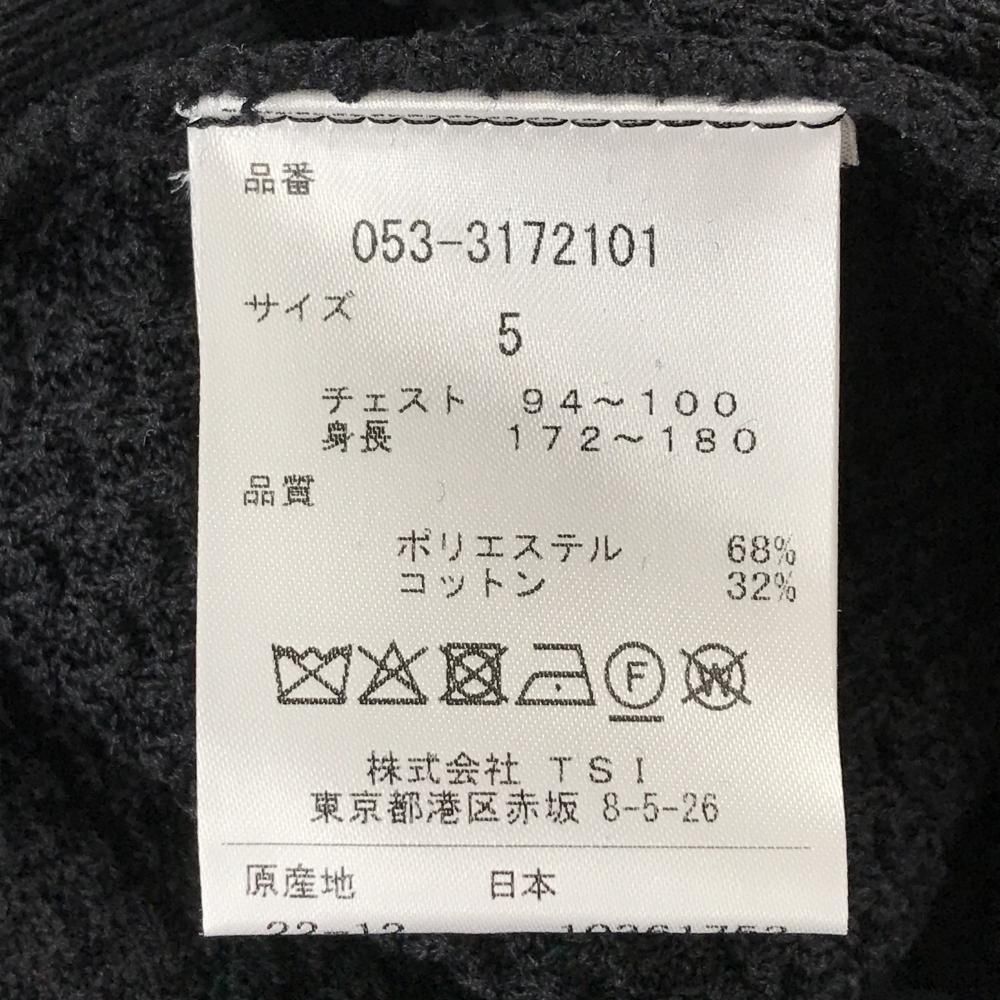 品番
053-3172101
サイズ
5
チェスト 94～100
身長 172～180
品質
ポリエステル 68%
コットン 32%
F W
株式会社 TSI
東京都港区赤坂 8-5-26
原産地 日本